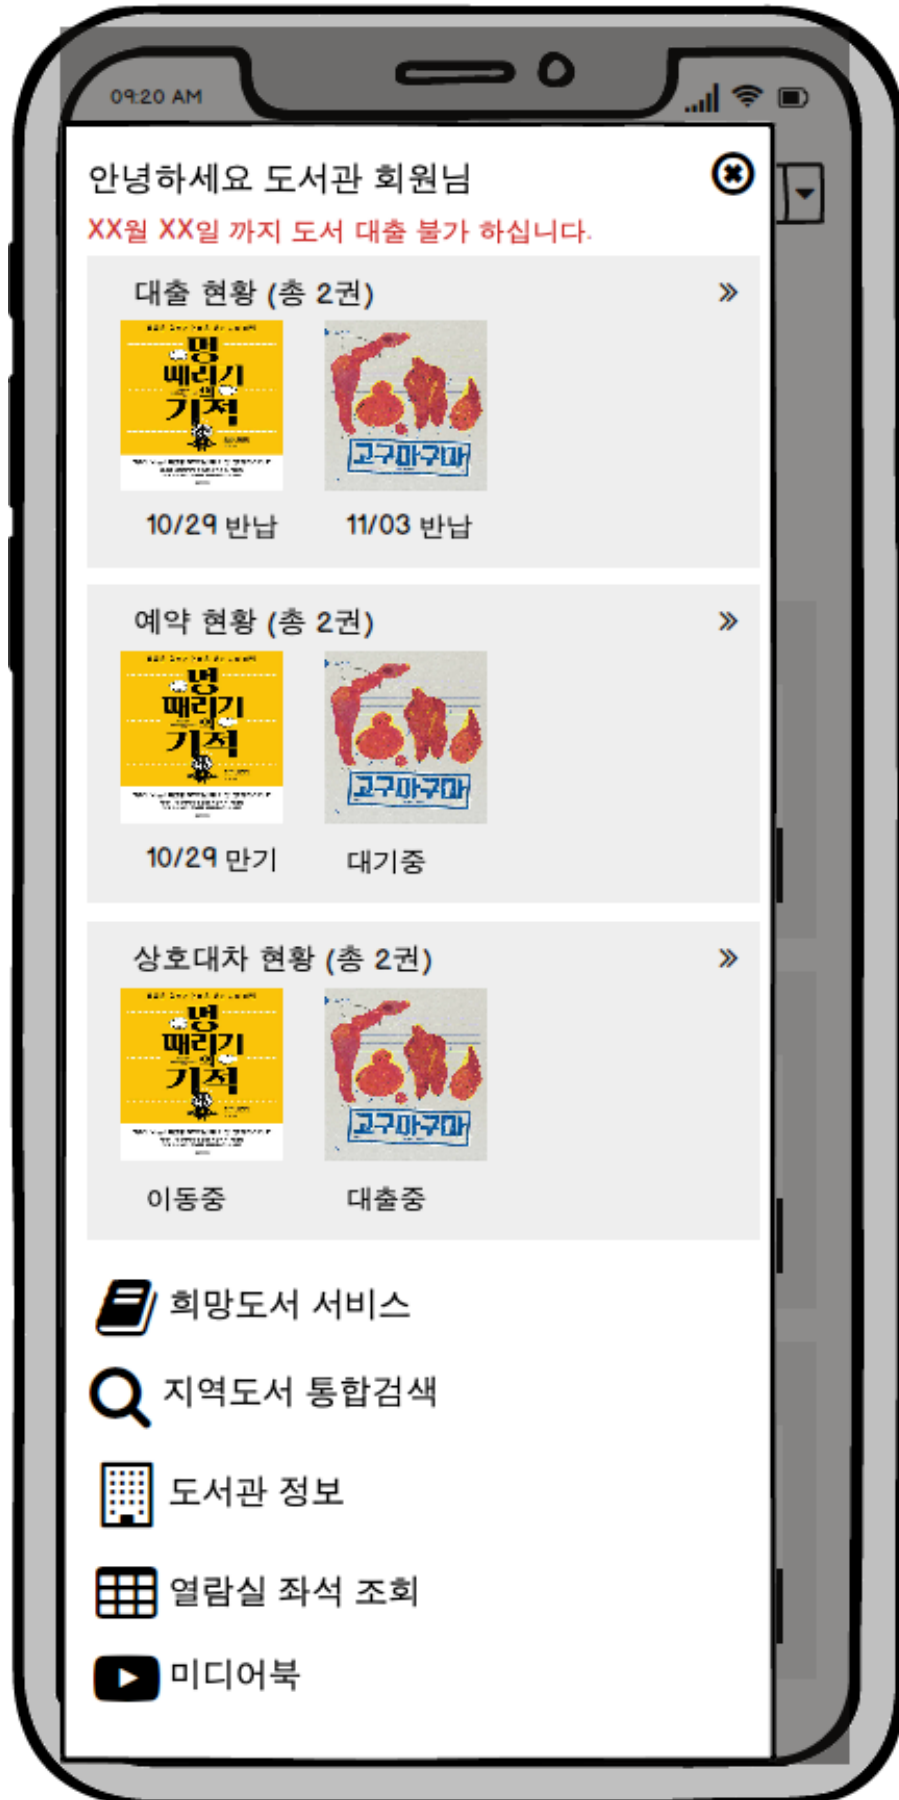 09:20 AM
안녕하세요 도서관 회원님
XX월 XX일 까지 도서 대출 불가 하십니다.
대출 현황 (총 2권)
멍
때리기
의
기적
고구마구마
10/29 반납
11/03 반납
예약 현황 (총 2권)
멍
때리기
의
기적
고구마구마
10/29 만기
대기중
상호대차 현황 (총 2권)
멍
때리기
의
기적
고구마구마
이동중
대출중
희망도서 서비스
지역도서 통합검색
도서관 정보
열람실 좌석 조회
미디어북